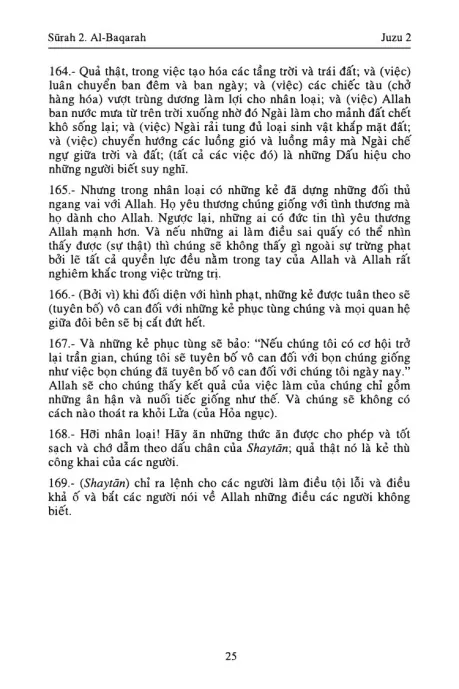 Sūrah 2. Al-Baqarah Juzu 2
164.- Quả thật, trong việc tạo hóa các tầng trời và trái đất; và (việc)
luân chuyển ban đêm và ban ngày; và (việc) các chiếc tàu (chở
hàng hóa) vượt trùng dương làm lợi cho nhân loại; và (việc) Allah
ban nước mưa từ trên trời xuống nhờ đó Ngài làm cho mảnh đất chết
khô sống lại; và (việc) Ngài rải tung đủ loại sinh vật khắp mặt đất;
và (việc) chuyển hướng các luồng gió và luồng mây mà Ngài chế
ngự giữa trời và đất; (tất cả các việc đó) là những Dấu hiệu cho
những người biết suy nghĩ.
165.- Nhưng trong nhân loại có những kẻ đã dựng những đối thủ
ngang vai với Allah. Họ yêu thương chúng giống với tình thương mà
họ dành cho Allah. Ngược lại, những ai có đức tin thì yêu thương
Allah mạnh hơn. Và nếu những ai làm điều sai quấy có thể nhìn
thấy được (sự thật) thì chúng sẽ không thấy gì ngoài sự trừng phạt
bởi lẽ tất cả quyền lực đều nằm trong tay của Allah và Allah rất
nghiêm khắc trong việc trừng trị.
166.- (Bởi vì) khi đối diện với hình phạt, những kẻ được tuân theo sẽ
(tuyên bố) vô can đối với những kẻ phục tùng chúng và mọi quan hệ
giữa đôi bên sẽ bị cắt đứt hết.
167.- Và những kẻ phục tùng sẽ bảo: “Nếu chúng tôi có cơ hội trở
lại trần gian, chúng tôi sẽ tuyên bố vô can đối với bọn chúng giống
như việc bọn chúng đã tuyên bố vô can đối với chúng tôi ngày nay.”
Allah sẽ cho chúng thấy kết quả của việc làm của chúng chỉ gồm
những ân hận và nuối tiếc giống như thế. Và chúng sẽ không có
cách nào thoát ra khỏi Lửa (của Hỏa ngục).
168.- Hỡi nhân loại! Hãy ăn những thức ăn được cho phép và tốt
sạch và chớ dẫm theo dấu chân của Shaytān; quả thật nó là kẻ thù
công khai của các người.
169.- (Shaytān) chỉ ra lệnh cho các người làm điều tội lỗi và điều
khả ố và bắt các người nói về Allah những điều các người không
biết.
25